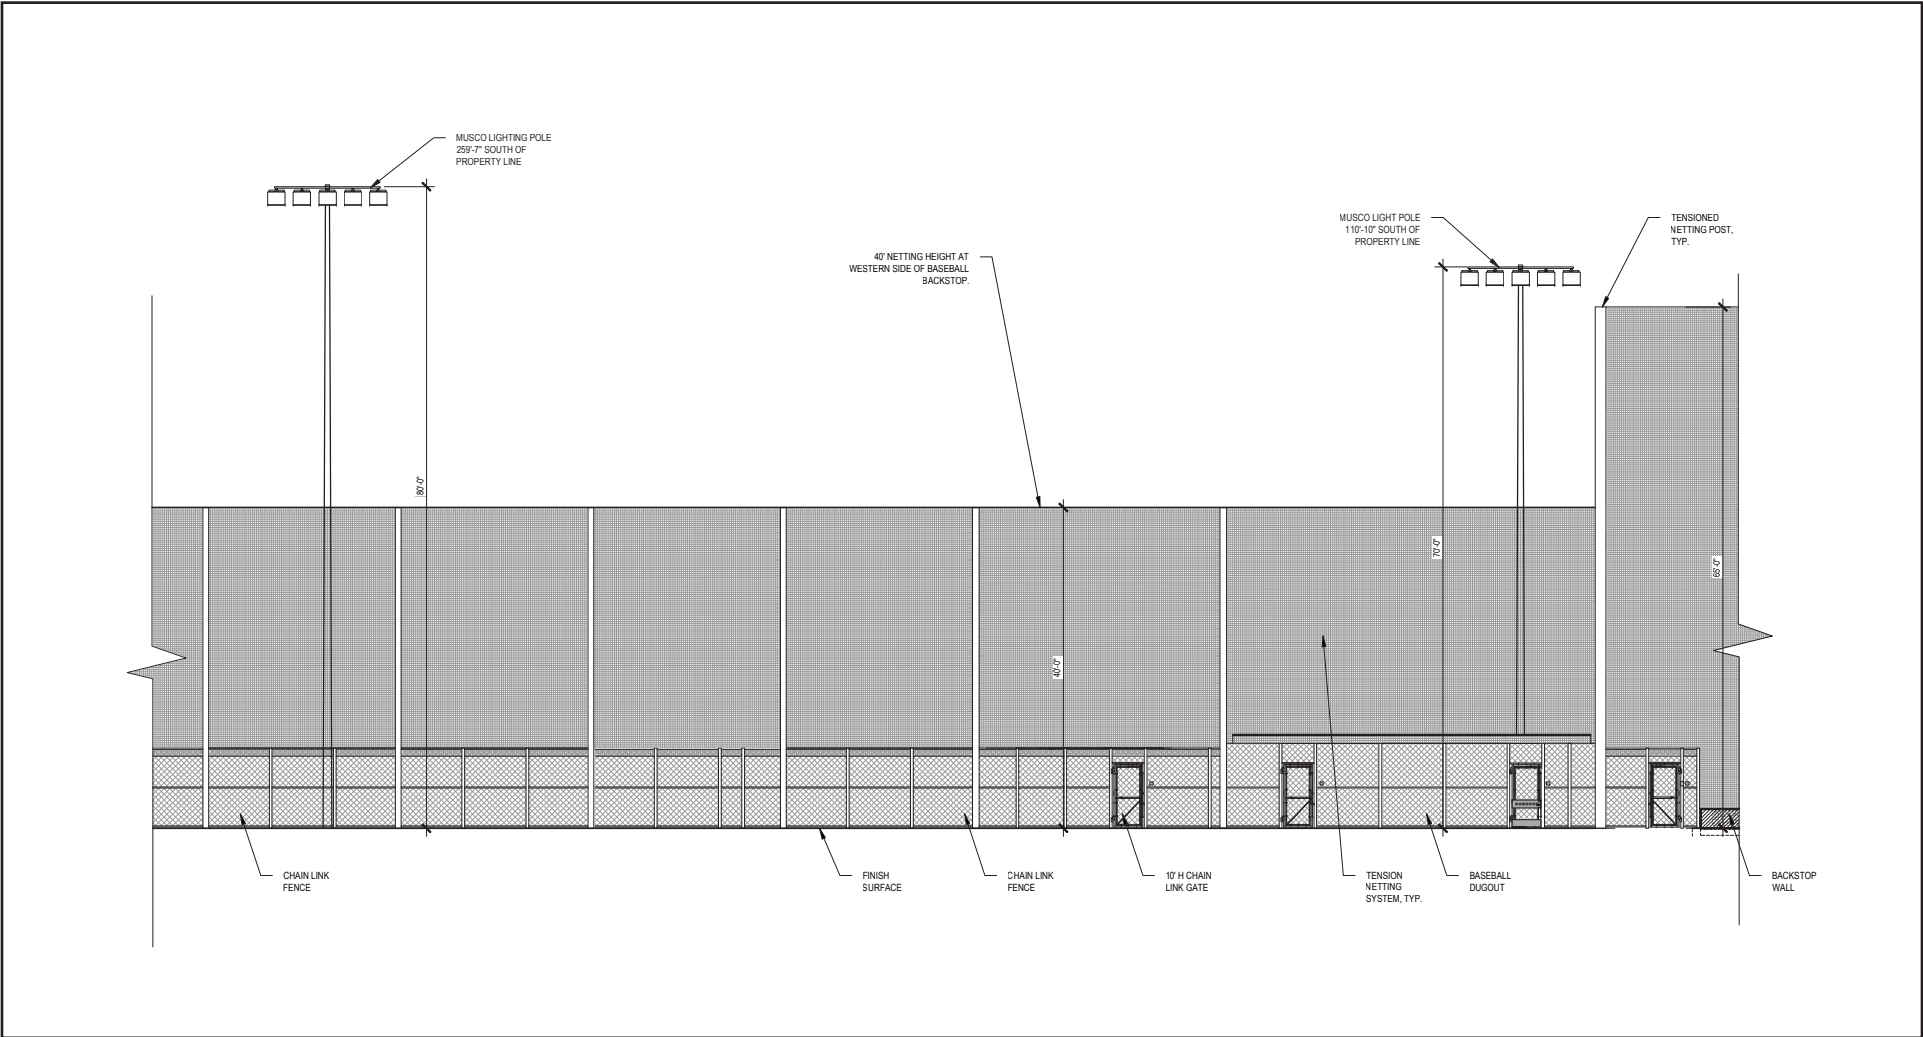 MUSCO LIGHTING POLE
259'-7" SOUTH OF
PROPERTY LINE
MUSCO LIGHT POLE
110'-10" SOUTH OF
PROPERTY LINE
TENSIONED
NETTING POST,
TYP.
40' NETTING HEIGHT AT
WESTERN SIDE OF BASEBALL
BACKSTOP.
80'-0"
70'-0"
65'-0"
40'-0"
CHAIN LINK
FENCE
FINISH
SURFACE
CHAIN LINK
FENCE
10' H CHAIN
LINK GATE
TENSION
NETTING
SYSTEM, TYP.
BASEBALL
DUGOUT
BACKSTOP
WALL